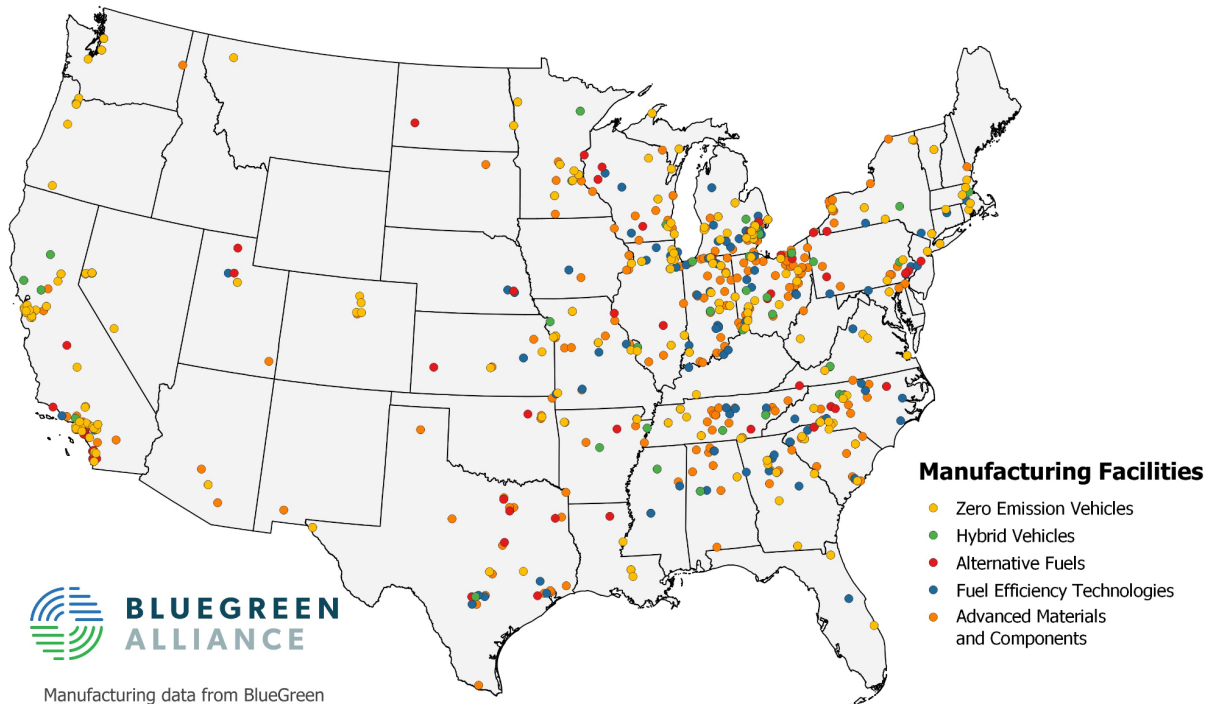 Manufacturing Facilities
Zero Emission Vehicles
Hybrid Vehicles
Alternative Fuels
Fuel Efficiency Technologies
Advanced Materials
and Components
BLUEGREEN
ALLIANCE
Manufacturing data from BlueGreen